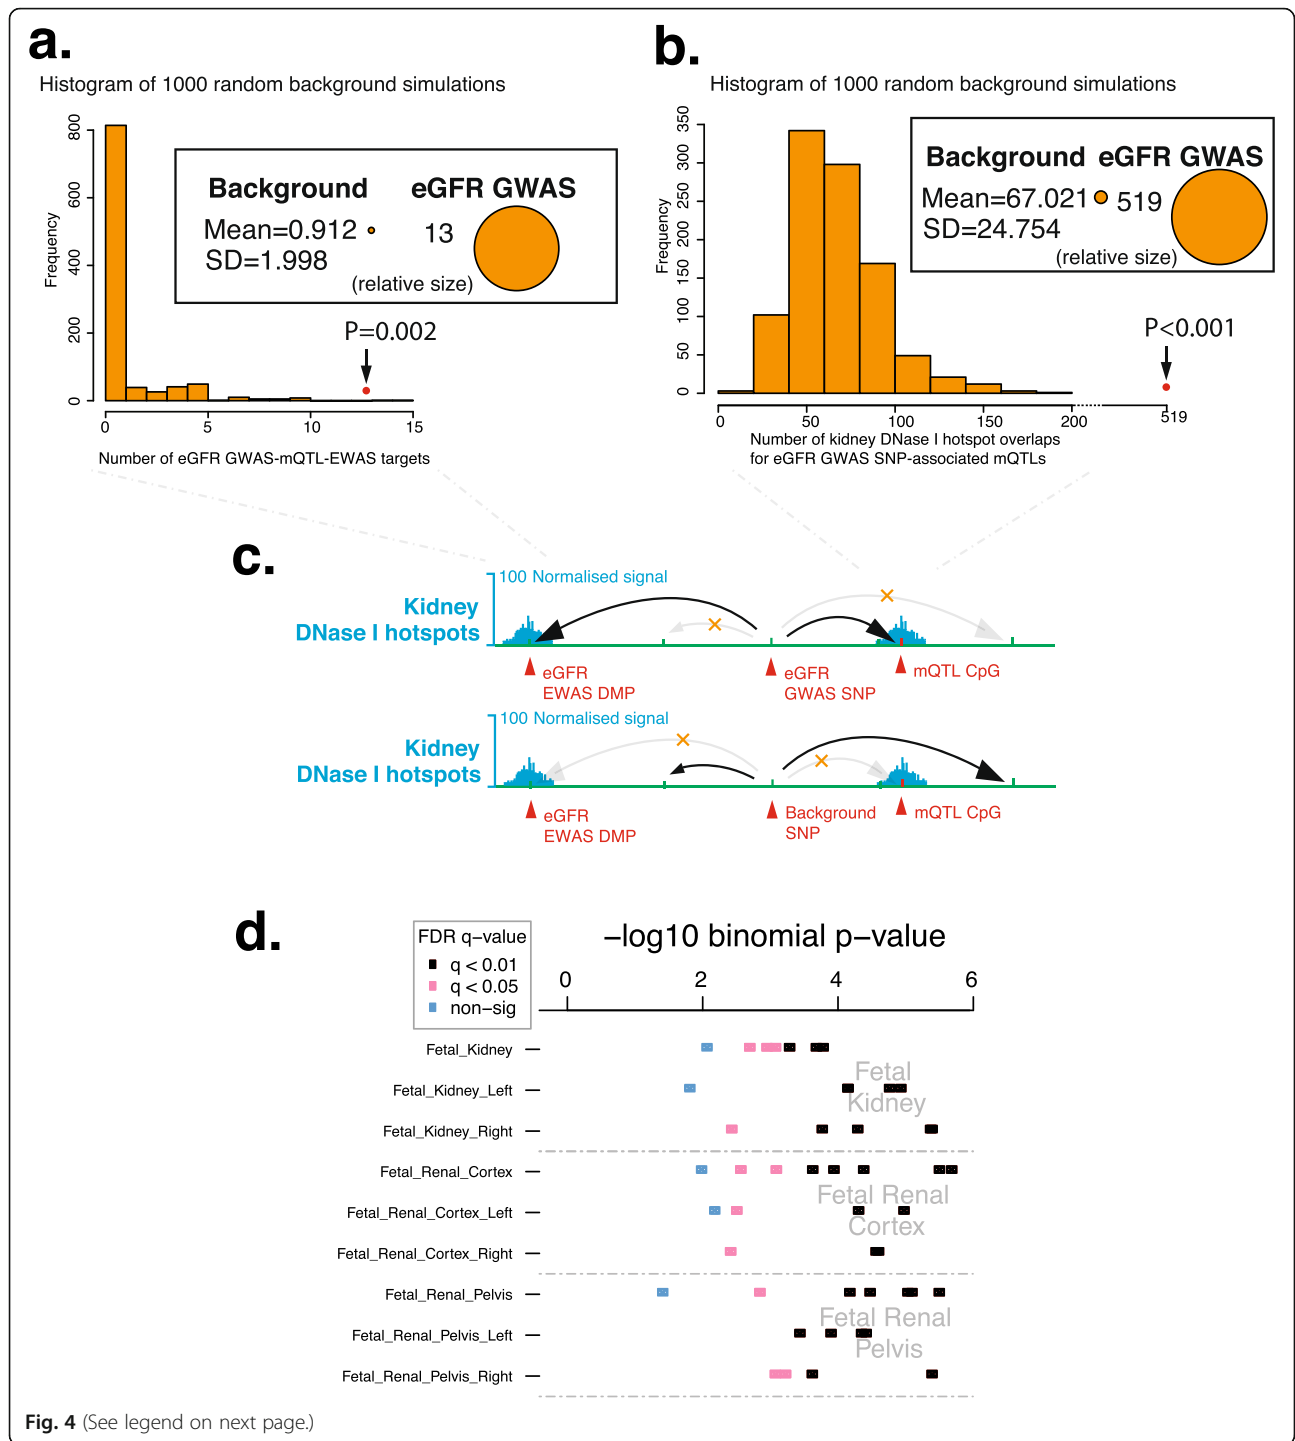 a.
Histogram of 1000 random background simulations
Frequency
0
200
400
600
800
Background eGFR GWAS
Mean=0.912 13
SD=1.998
(relative size)
P=0.002
0 5 10 15
Number of eGFR GWAS-mQTL-EWAS targets
b.
Histogram of 1000 random background simulations
Frequency
0
50
100
150
200
250
300
350
Background eGFR GWAS
Mean=67.021 519
SD=24.754
(relative size)
P<0.001
0 50 100 150 200 519
Number of kidney DNase I hotspot overlaps
for eGFR GWAS SNP-associated mQTLs
c.
100 Normalised signal
Kidney
DNase I hotspots
eGFR
EWAS DMP
eGFR
GWAS SNP
mQTL CpG
100 Normalised signal
Kidney
DNase I hotspots
eGFR
EWAS DMP
Background
SNP
mQTL CpG
d.
FDR q−value
q < 0.01
q < 0.05
non−sig
−log10 binomial p−value
0 2 4 6
Fetal_Kidney
Fetal_Kidney_Left
Fetal_Kidney_Right
Fetal
Kidney
Fetal_Renal_Cortex
Fetal_Renal_Cortex_Left
Fetal_Renal_Cortex_Right
Fetal Renal
Cortex
Fetal_Renal_Pelvis
Fetal_Renal_Pelvis_Left
Fetal_Renal_Pelvis_Right
Fetal Renal
Pelvis
Fig. 4 (See legend on next page.)